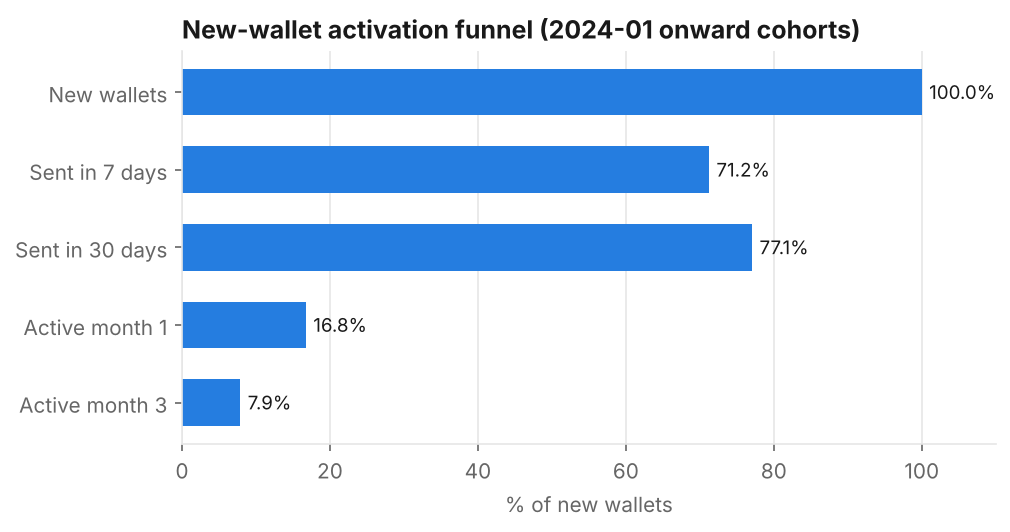 New-wallet activation funnel (2024-01 onward cohorts)
New wallets
100.0%
Sent in 7 days
71.2%
Sent in 30 days
77.1%
Active month 1
16.8%
Active month 3
7.9%
0 20 40 60 80 100
% of new wallets